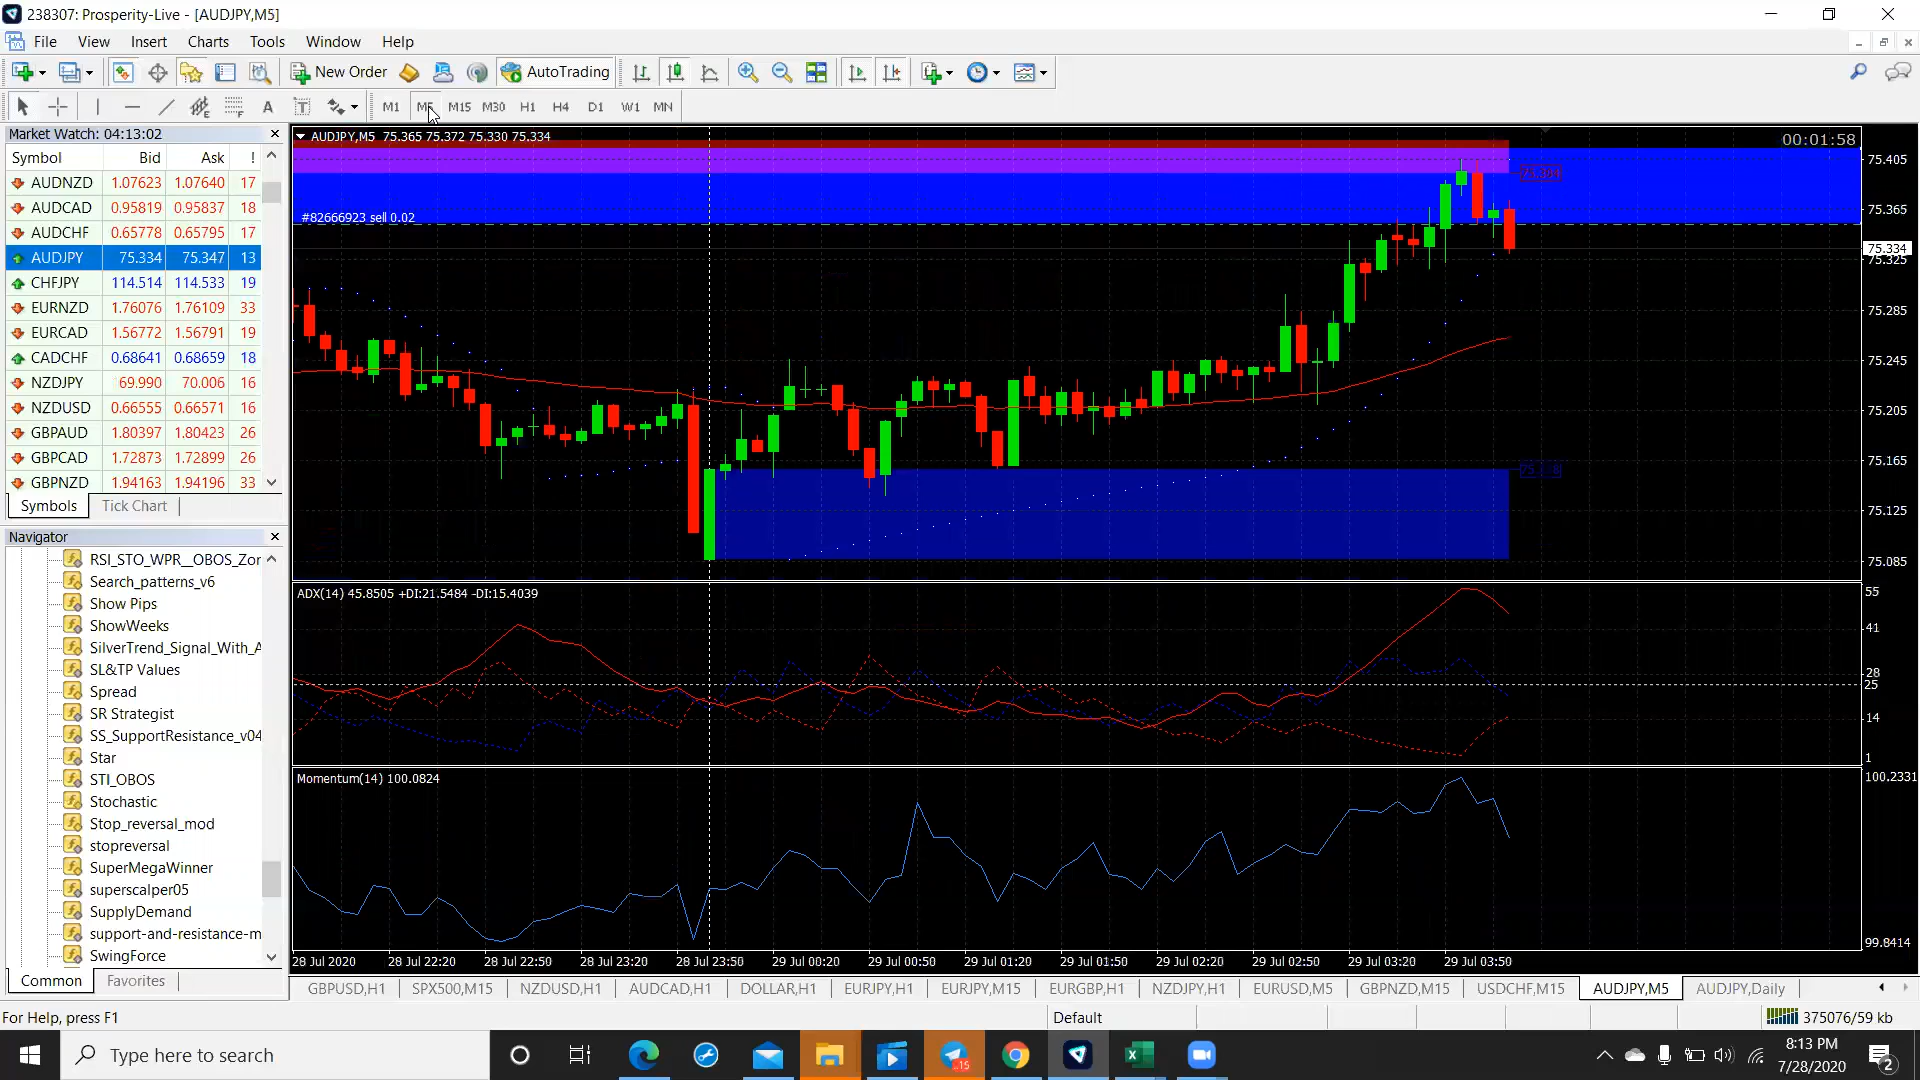 238307: Prosperity-Live - [AUDJPY,M5]
File View Insert Charts Tools Window Help
New Order AutoTrading
A T M1 M5 M15 M30 H1 H4 D1 W1 MN
Market Watch: 04:13:02
Symbol Bid Ask !
AUDNZD 1.07623 1.07640 17
AUDCAD 0.95819 0.95837 18
AUDCHF 0.65778 0.65795 17
AUDJPY 75.334 75.347 13
CHFJPY 114.514 114.533 19
EURNZD 1.76076 1.76109 33
EURCAD 1.56772 1.56791 19
CADCHF 0.68641 0.68659 18
NZDJPY 69.990 70.006 16
NZDUSD 0.66555 0.66571 16
GBPAUD 1.80397 1.80423 26
GBPCAD 1.72873 1.72899 26
GBPNZD 1.94163 1.94196 33
Symbols Tick Chart
Navigator
RSI_STO_WPR__OBOS_Zor
Search_patterns_v6
Show Pips
ShowWeeks
SilverTrend_Signal_With_A
SL&TP Values
Spread
SR Strategist
SS_SupportResistance_v04
Star
STI_OBOS
Stochastic
Stop_reversal_mod
stopreversal
SuperMegaWinner
superscalper05
SupplyDemand
support-and-resistance-m
SwingForce
Common Favorites
AUDJPY,M5 75.365 75.372 75.330 75.334
00:01:58
#82666923 sell 0.02
75.405
75.365
75.334
75.325
75.285
75.245
75.205
75.165
75.125
75.085
ADX(14) 45.8505 +DI:21.5484 -DI:15.4039
55
41
28
25
14
1
Momentum(14) 100.0824
100.2331
99.8414
28 Jul 2020 28 Jul 22:20 28 Jul 22:50 28 Jul 23:20 28 Jul 23:50 29 Jul 00:20 29 Jul 00:50 29 Jul 01:20 29 Jul 01:50 29 Jul 02:20 29 Jul 02:50 29 Jul 03:20 29 Jul 03:50
GBPUSD,H1 SPX500,M15 NZDUSD,H1 AUDCAD,H1 DOLLAR,H1 EURJPY,H1 EURJPY,M15 EURGBP,H1 NZDJPY,H1 EURUSD,M5 GBPNZD,M15 USDCHF,M15 AUDJPY,M5 AUDJPY,Daily
For Help, press F1
Default
375076/59 kb
Type here to search
15
8:13 PM
7/28/2020
2